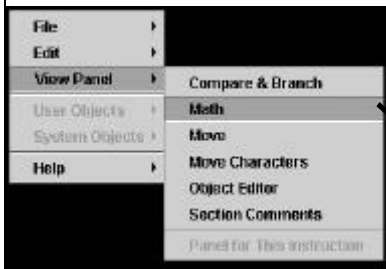 File
Edit
View Panel
User Objects
System Objects
Help
Compare & Branch
Math
Move
Move Characters
Object Editor
Section Comments
Panel for This Instruction